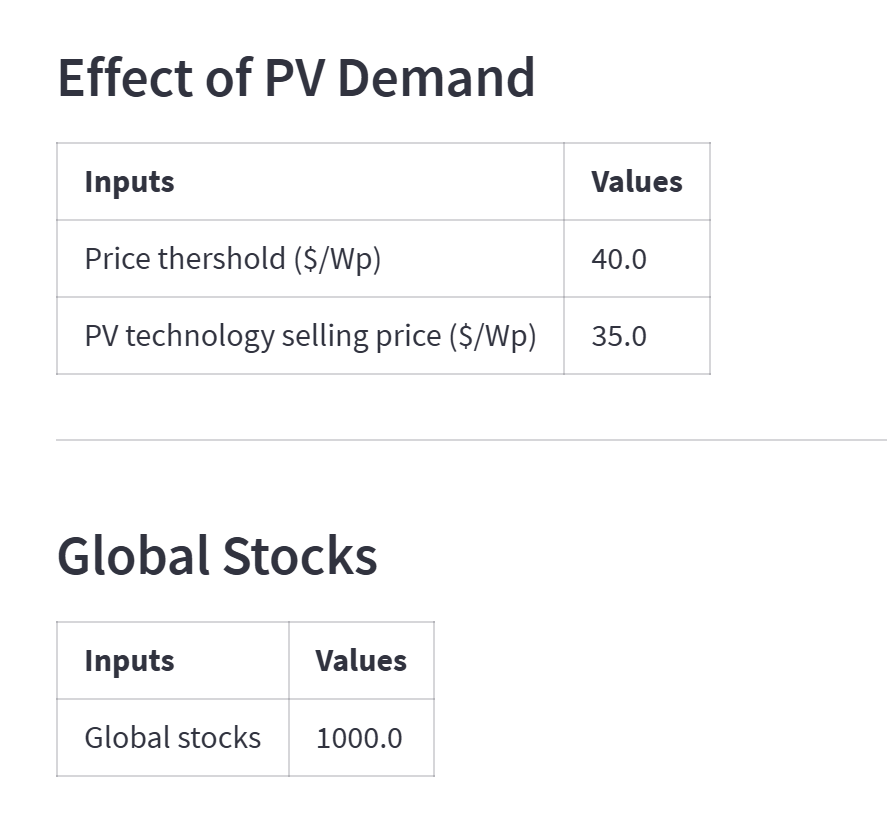 Effect of PV Demand
Inputs Values
Price thershold ($/Wp) 40.0
PV technology selling price ($/Wp) 35.0
Global Stocks
Inputs Values
Global stocks 1000.0